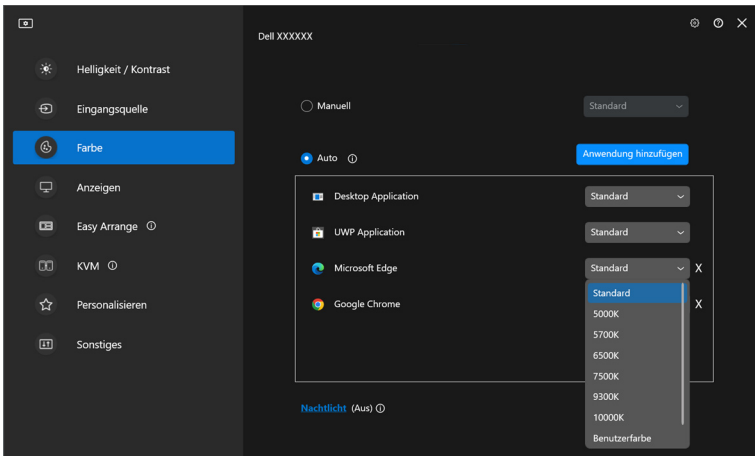 Dell XXXXXX
Helligkeit / Kontrast
Eingangsquelle
Farbe
Anzeigen
Easy Arrange
KVM
Personalisieren
Sonstiges
Manuell
Standard
Auto
Anwendung hinzufügen
Desktop Application
Standard
UWP Application
Standard
Microsoft Edge
Standard
X
Google Chrome
X
Standard
5000K
5700K
6500K
7500K
9300K
10000K
Benutzerfarbe
Nachtlicht (Aus)